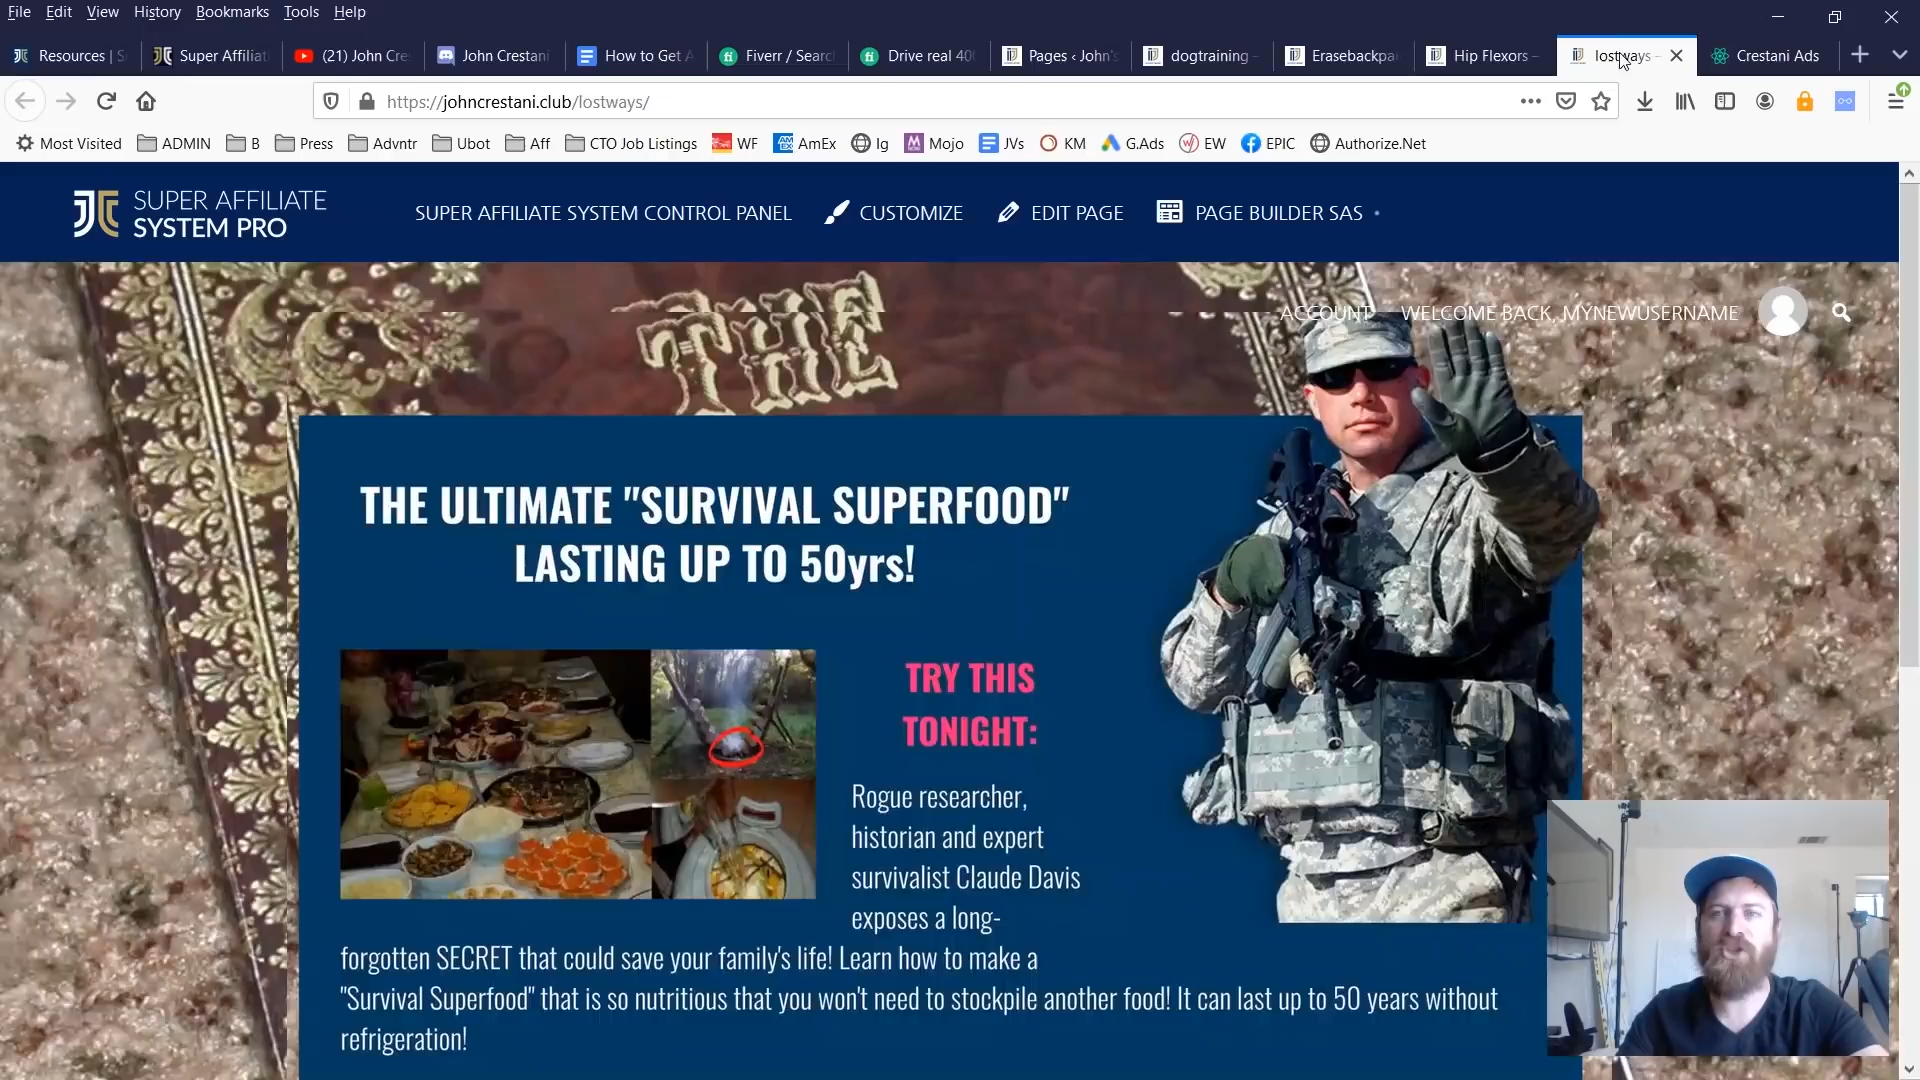 File Edit View History Bookmarks Tools Help
Resources | S
Super Affiliat
(21) John Cre
John Crestani
How to Get A
Fiverr / Searc
Drive real 400
Pages ‹ John's
dogtraining –
Erasebackpai
Hip Flexors –
lostways –
Crestani Ads
https://johncrestani.club/lostways/
Most Visited ADMIN B Press Advntr Ubot Aff CTO Job Listings WF AmEx Ig Mojo JVs KM G.Ads EW EPIC Authorize.Net
SUPER AFFILIATE
SYSTEM PRO
SUPER AFFILIATE SYSTEM CONTROL PANEL CUSTOMIZE EDIT PAGE PAGE BUILDER SAS
THE
ACCOUNT WELCOME BACK, MYNEWUSERNAME
THE ULTIMATE "SURVIVAL SUPERFOOD"
LASTING UP TO 50yrs!
TRY THIS
TONIGHT:
Rogue researcher,
historian and expert
survivalist Claude Davis
exposes a long-
forgotten SECRET that could save your family's life! Learn how to make a
"Survival Superfood" that is so nutritious that you won't need to stockpile another food! It can last up to 50 years without
refrigeration!